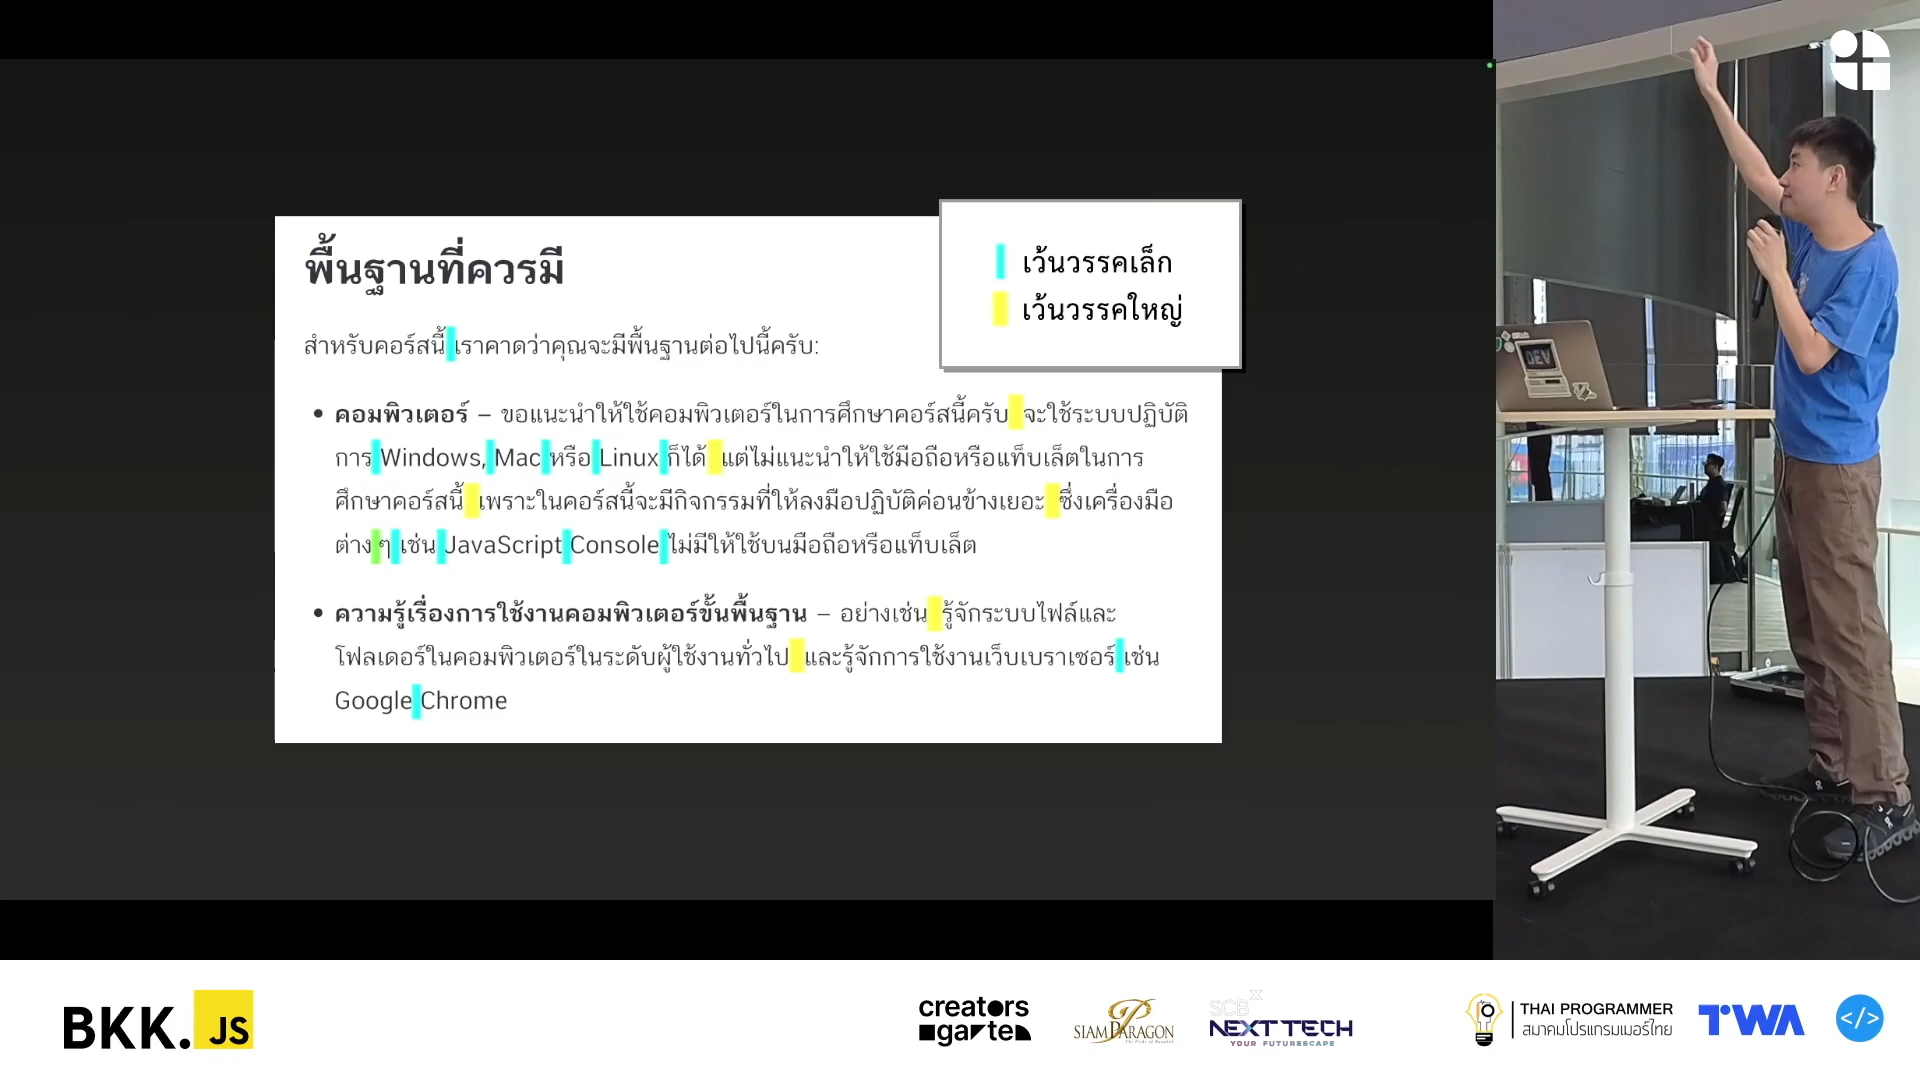 เว้นวรรคเล็ก
เว้นวรรคใหญ่
พื้นฐานที่ควรมี
สำหรับคอร์สนี้ เราคาดว่าคุณจะมีพื้นฐานต่อไปนี้ครับ:
• คอมพิวเตอร์ – ขอแนะนำให้ใช้คอมพิวเตอร์ในการศึกษาคอร์สนี้ครับ จะใช้ระบบปฏิบัติ
การ Windows, Mac หรือ Linux ก็ได้ แต่ไม่แนะนำให้ใช้มือถือหรือแท็บเล็ตในการ
ศึกษาคอร์สนี้ เพราะในคอร์สนี้จะมีกิจกรรมที่ให้ลงมือปฏิบัติค่อนข้างเยอะ ซึ่งเครื่องมือ
ต่าง ๆ เช่น JavaScript Console ไม่มีให้ใช้บนมือถือหรือแท็บเล็ต
• ความรู้เรื่องการใช้งานคอมพิวเตอร์ขั้นพื้นฐาน – อย่างเช่น รู้จักระบบไฟล์และ
โฟลเดอร์ในคอมพิวเตอร์ในระดับผู้ใช้งานทั่วไป และรู้จักการใช้งานเว็บเบราเซอร์ เช่น
Google Chrome
DEV
BKK.JS
creators
garten
SIAM PARAGON
The Pride of Bangkok
SCBX
NEXT TECH
YOUR FUTURESCAPE
THAI PROGRAMMER
สมาคมโปรแกรมเมอร์ไทย
TWA
</>